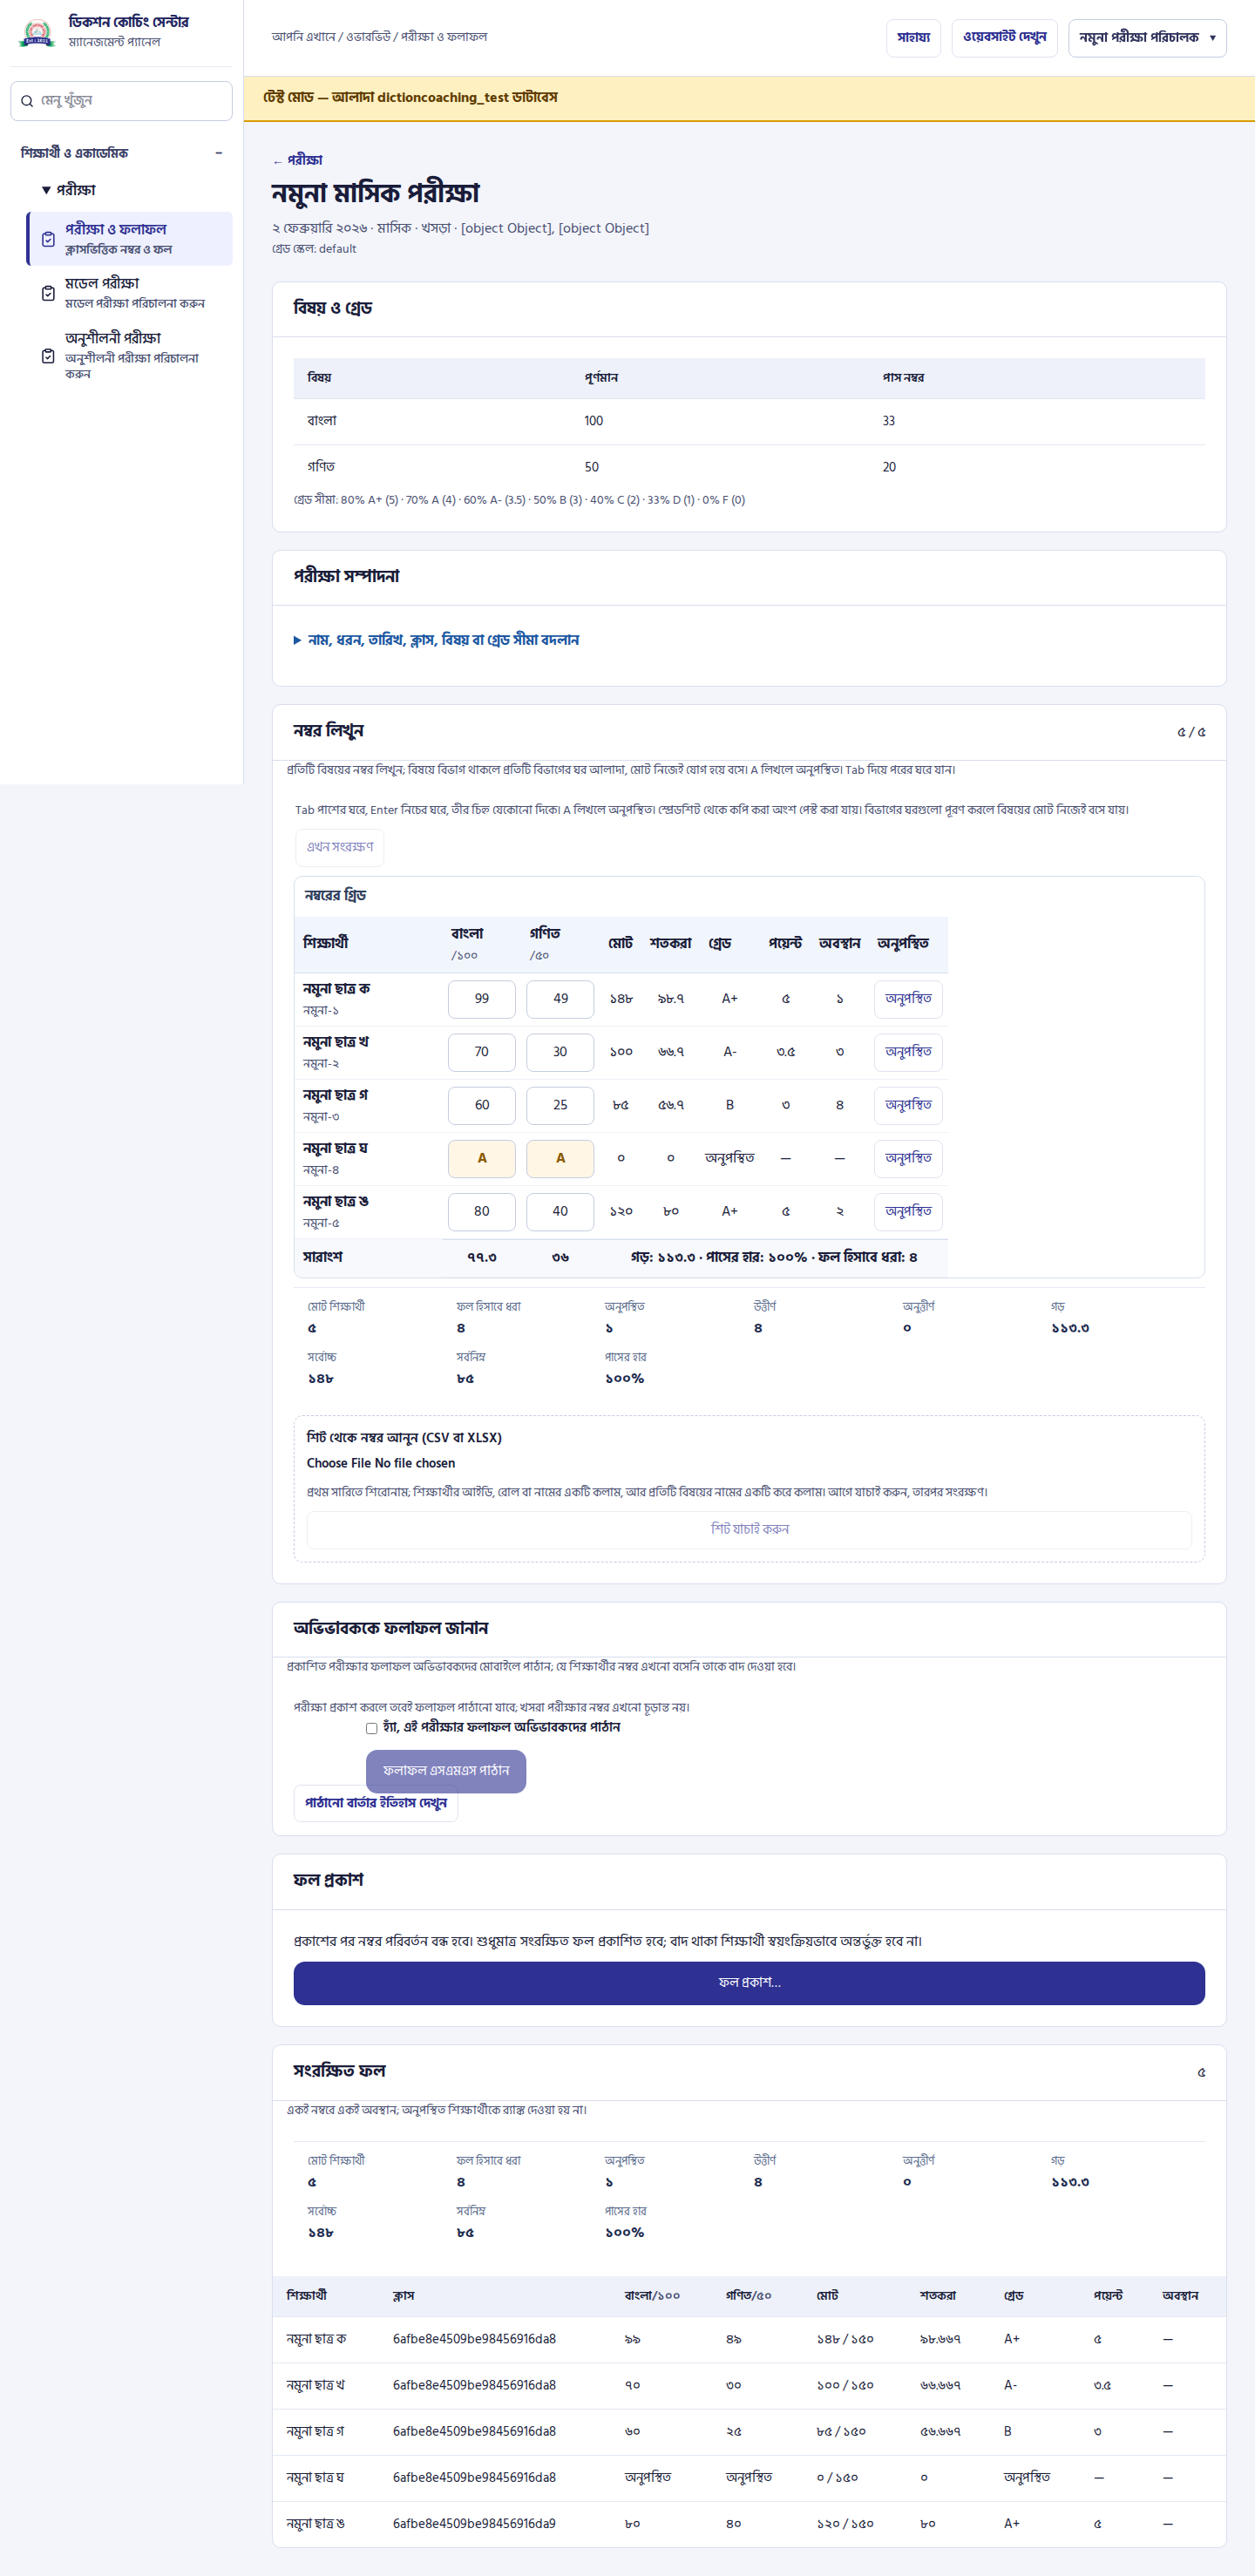 ডিকশন কোচিং সেন্টার
ম্যানেজমেন্ট প্যানেল
মেনু খুঁজুন
শিক্ষার্থী ও একাডেমিক −
▼ পরীক্ষা
পরীক্ষা ও ফলাফল
ক্লাসভিত্তিক নম্বর ও ফল
মডেল পরীক্ষা
মডেল পরীক্ষা পরিচালনা করুন
অনুশীলনী পরীক্ষা
অনুশীলনী পরীক্ষা পরিচালনা
করুন
আপনি এখানে / ওভারভিউ / পরীক্ষা ও ফলাফল
সাহায্য
ওয়েবসাইট দেখুন
নমুনা পরীক্ষা পরিচালক ▾
টেস্ট মোড — আলাদা dictioncoaching_test ডাটাবেস
← পরীক্ষা
নমুনা মাসিক পরীক্ষা
২ ফেব্রুয়ারি ২০২৬ · মাসিক · খসড়া · [object Object], [object Object]
গ্রেড স্কেল: default
বিষয় ও গ্রেড
বিষয় পূর্ণমান পাস নম্বর
বাংলা 100 33
গণিত 50 20
গ্রেড সীমা: 80% A+ (5) · 70% A (4) · 60% A- (3.5) · 50% B (3) · 40% C (2) · 33% D (1) · 0% F (0)
পরীক্ষা সম্পাদনা
▶ নাম, ধরন, তারিখ, ক্লাস, বিষয় বা গ্রেড সীমা বদলান
নম্বর লিখুন ৫ / ৫
প্রতিটি বিষয়ের নম্বর লিখুন; বিষয়ে বিভাগ থাকলে প্রতিটি বিভাগের ঘর আলাদা, মোট নিজেই যোগ হয়ে বসে। A লিখলে অনুপস্থিত। Tab দিয়ে পরের ঘরে যান।
Tab পাশের ঘরে, Enter নিচের ঘরে, তীর চিহ্ন যেকোনো দিকে। A লিখলে অনুপস্থিত। স্প্রেডশিট থেকে কপি করা অংশ পেস্ট করা যায়। বিভাগের ঘরগুলো পূরণ করলে বিষয়ের মোট নিজেই বসে যায়।
এখন সংরক্ষণ
নম্বরের গ্রিড
শিক্ষার্থী বাংলা /১০০ গণিত /৫০ মোট শতকরা গ্রেড পয়েন্ট অবস্থান অনুপস্থিত
নমুনা ছাত্র ক 99 49 ১৪৮ ৯৮.৭ A+ ৫ ১ অনুপস্থিত
নমুনা-১
নমুনা ছাত্র খ 70 30 ১০০ ৬৬.৭ A- ৩.৫ ৩ অনুপস্থিত
নমুনা-২
নমুনা ছাত্র গ 60 25 ৮৫ ৫৬.৭ B ৩ ৪ অনুপস্থিত
নমুনা-৩
নমুনা ছাত্র ঘ A A ০ ০ অনুপস্থিত — — অনুপস্থিত
নমুনা-৪
নমুনা ছাত্র ঙ 80 40 ১২০ ৮০ A+ ৫ ২ অনুপস্থিত
নমুনা-৫
সারাংশ ৭৭.৩ ৩৬ গড়: ১১৩.৩ · পাসের হার: ১০০% · ফল হিসাবে ধরা: ৪
মোট শিক্ষার্থী ফল হিসাবে ধরা অনুপস্থিত উত্তীর্ণ অনুত্তীর্ণ গড়
৫ ৪ ১ ৪ ০ ১১৩.৩
সর্বোচ্চ সর্বনিম্ন পাসের হার
১৪৮ ৮৫ ১০০%
শিট থেকে নম্বর আনুন (CSV বা XLSX)
Choose File No file chosen
প্রথম সারিতে শিরোনাম; শিক্ষার্থীর আইডি, রোল বা নামের একটি কলাম, আর প্রতিটি বিষয়ের নামের একটি করে কলাম। আগে যাচাই করুন, তারপর সংরক্ষণ।
শিট যাচাই করুন
অভিভাবককে ফলাফল জানান
প্রকাশিত পরীক্ষার ফলাফল অভিভাবকদের মোবাইলে পাঠান; যে শিক্ষার্থীর নম্বর এখনো বসেনি তাকে বাদ দেওয়া হবে।
পরীক্ষা প্রকাশ করলে তবেই ফলাফল পাঠানো যাবে; খসরা পরীক্ষার নম্বর এখনো চূড়ান্ত নয়।
হ্যাঁ, এই পরীক্ষার ফলাফল অভিভাবকদের পাঠান
ফলাফল এসএমএস পাঠান
পাঠানো বার্তার ইতিহাস দেখুন
ফল প্রকাশ
প্রকাশের পর নম্বর পরিবর্তন বন্ধ হবে। শুধুমাত্র সংরক্ষিত ফল প্রকাশিত হবে; বাদ থাকা শিক্ষার্থী স্বয়ংক্রিয়ভাবে অন্তর্ভুক্ত হবে না।
ফল প্রকাশ...
সংরক্ষিত ফল ৫
একই নম্বরে একই অবস্থান; অনুপস্থিত শিক্ষার্থীকে র‍্যাঙ্ক দেওয়া হয় না।
মোট শিক্ষার্থী ফল হিসাবে ধরা অনুপস্থিত উত্তীর্ণ অনুত্তীর্ণ গড়
৫ ৪ ১ ৪ ০ ১১৩.৩
সর্বোচ্চ সর্বনিম্ন পাসের হার
১৪৮ ৮৫ ১০০%
শিক্ষার্থী ক্লাস বাংলা/১০০ গণিত/৫০ মোট শতকরা গ্রেড পয়েন্ট অবস্থান
নমুনা ছাত্র ক 6afbe8e4509be98456916da8 ৯৯ ৪৯ ১৪৮ / ১৫০ ৯৮.৬৬৭ A+ ৫ —
নমুনা ছাত্র খ 6afbe8e4509be98456916da8 ৭০ ৩০ ১০০ / ১৫০ ৬৬.৬৬৭ A- ৩.৫ —
নমুনা ছাত্র গ 6afbe8e4509be98456916da8 ৬০ ২৫ ৮৫ / ১৫০ ৫৬.৬৬৭ B ৩ —
নমুনা ছাত্র ঘ 6afbe8e4509be98456916da8 অনুপস্থিত অনুপস্থিত ০ / ১৫০ ০ অনুপস্থিত — —
নমুনা ছাত্র ঙ 6afbe8e4509be98456916da9 ৮০ ৪০ ১২০ / ১৫০ ৮০ A+ ৫ —